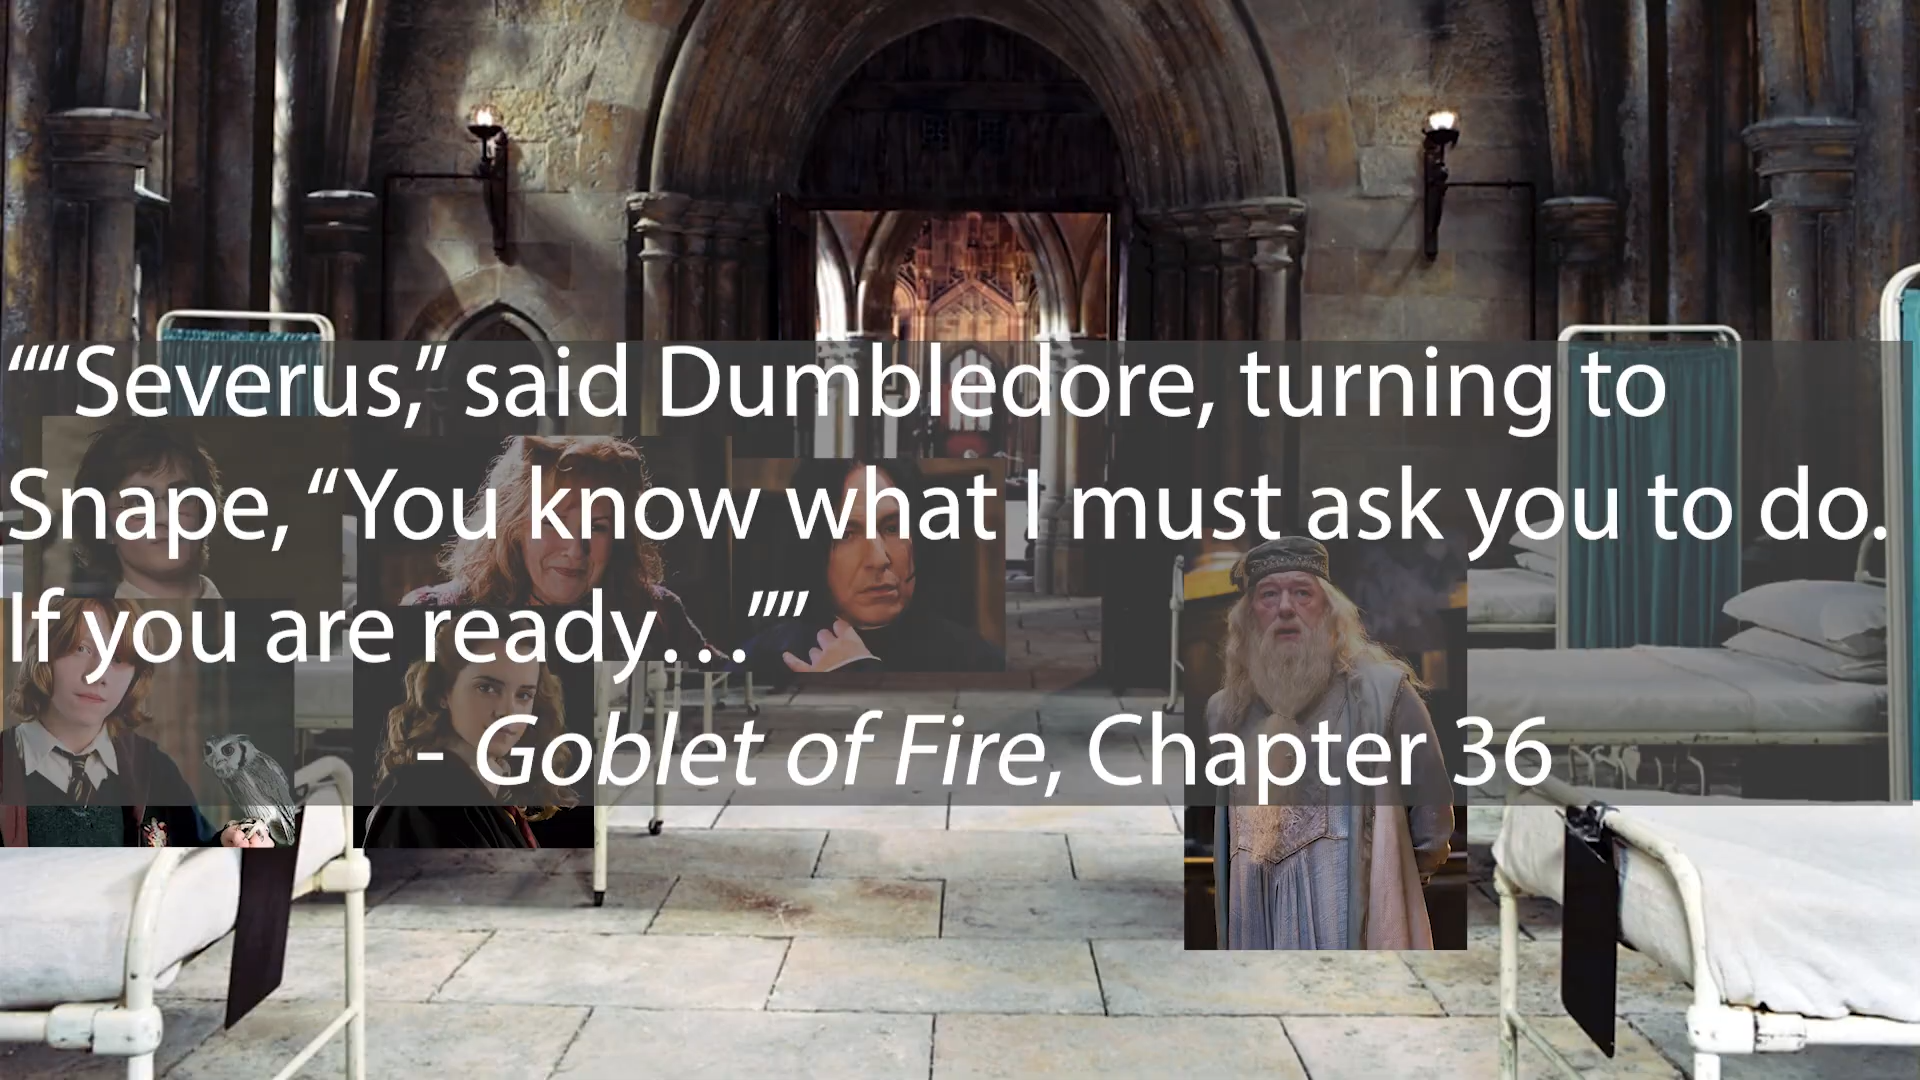 ““Severus,” said Dumbledore, turning to
Snape, “You know what I must ask you to do.
If you are ready…””
- Goblet of Fire, Chapter 36